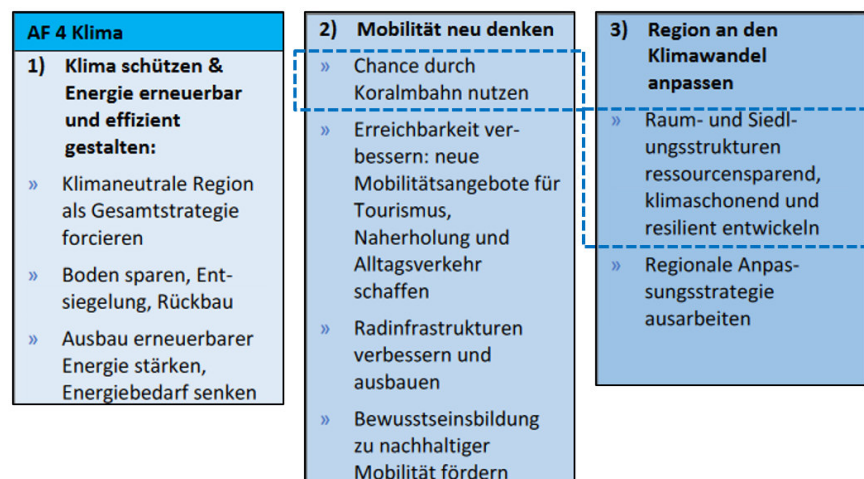 AF 4 Klima
1) Klima schützen &
Energie erneuerbar
und effizient
gestalten:
» Klimaneutrale Region
als Gesamtstrategie
forcieren
» Boden sparen, Ent-
siegelung, Rückbau
» Ausbau erneuerbarer
Energie stärken,
Energiebedarf senken
2) Mobilität neu denken
» Chance durch
Koralmbahn nutzen
» Erreichbarkeit ver-
bessern: neue
Mobilitätsangebote für
Tourismus,
Naherholung und
Alltagsverkehr
schaffen
» Radinfrastrukturen
verbessern und
ausbauen
» Bewusstseinsbildung
zu nachhaltiger
Mobilität fördern
3) Region an den
Klimawandel
anpassen
» Raum- und Siedl-
ungsstrukturen
ressourcensparend,
klimaschonend und
resilient entwickeln
» Regionale Anpas-
sungsstrategie
ausarbeiten